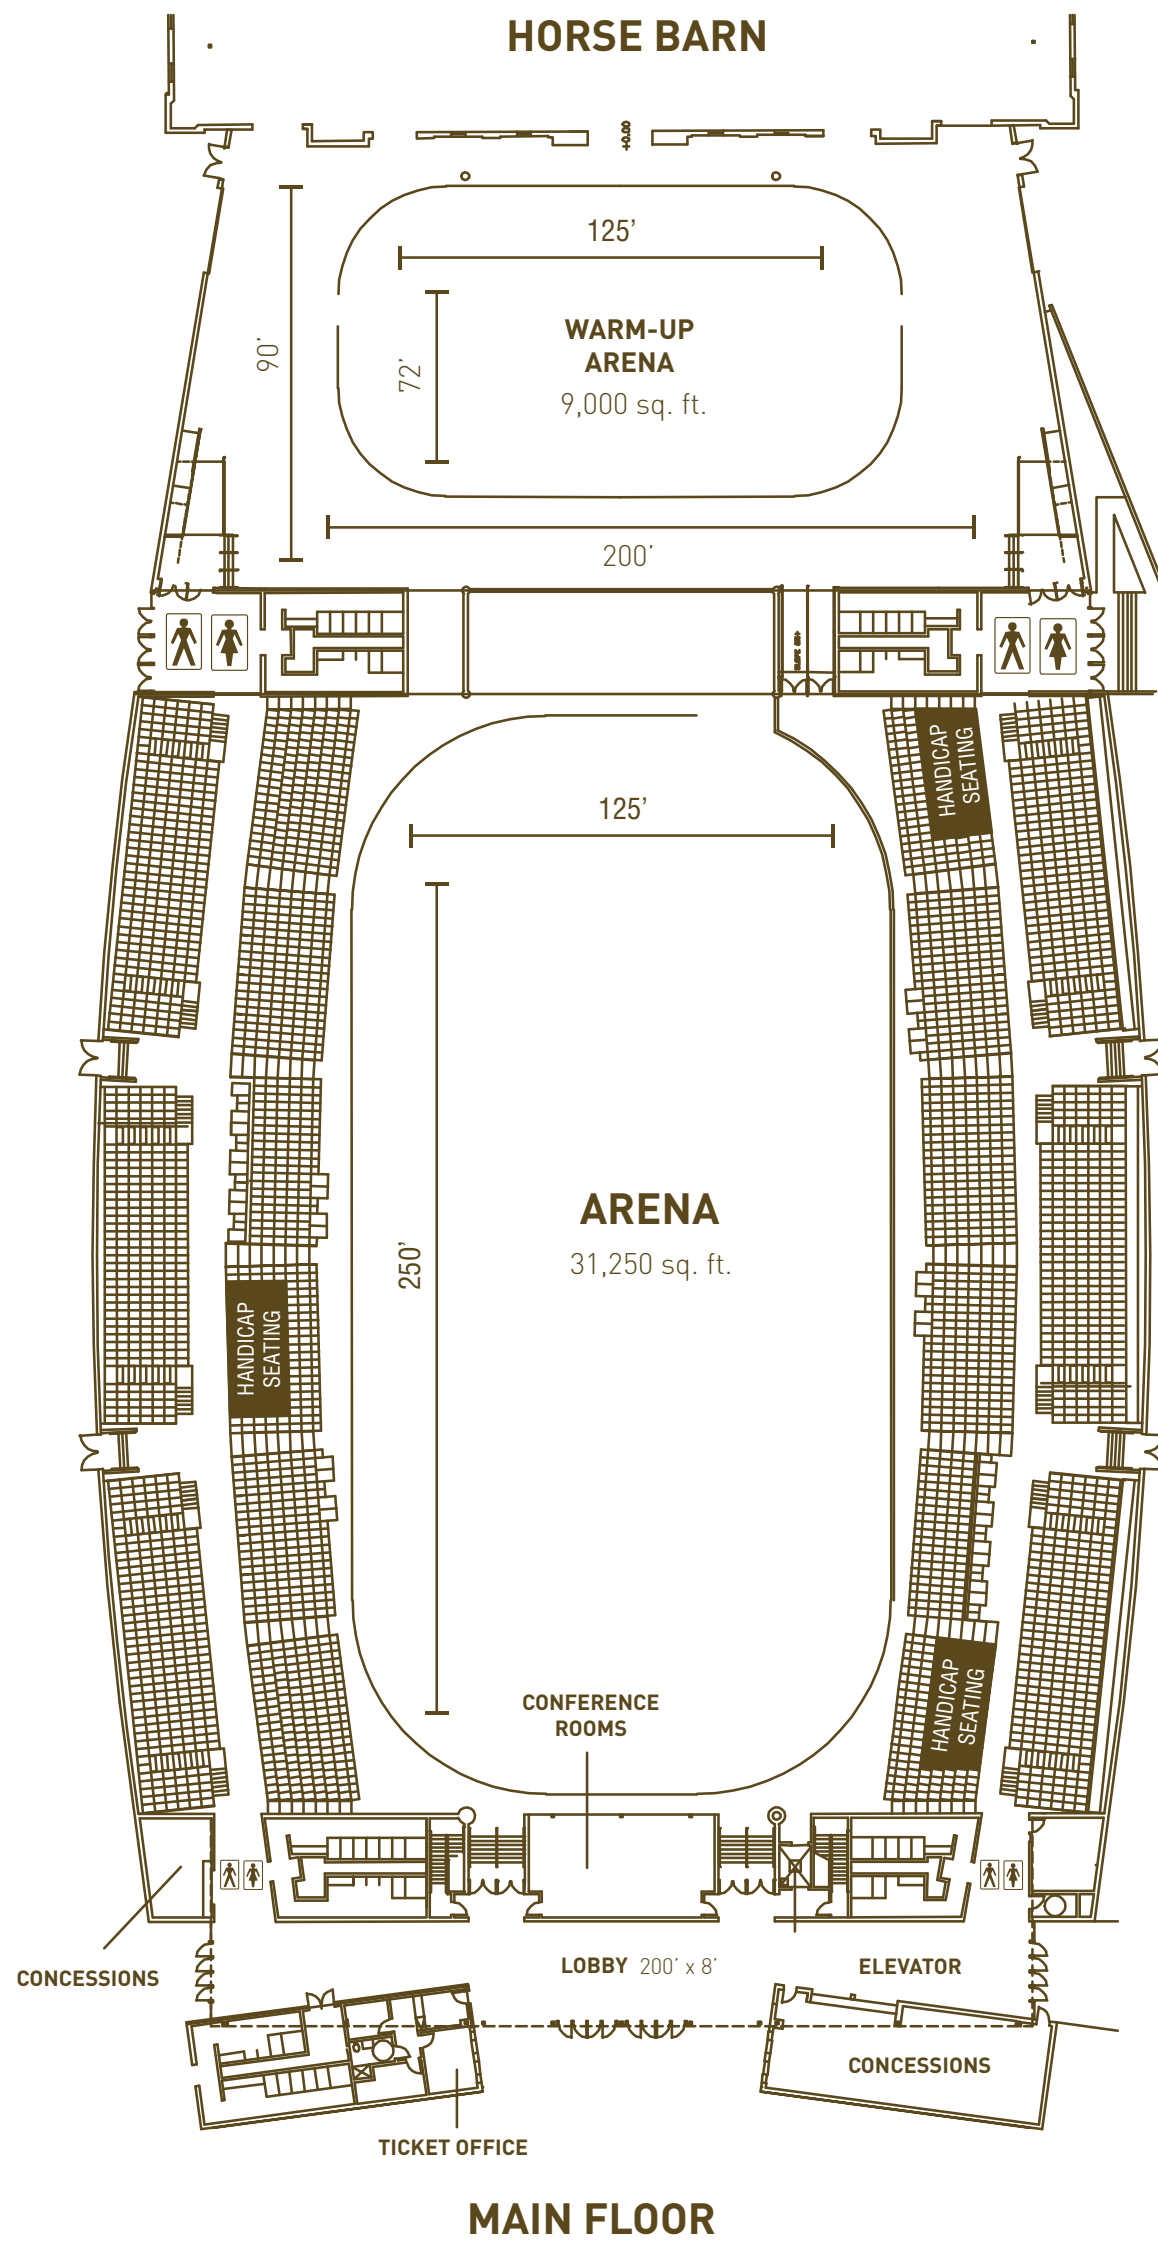 HORSE BARN
+0.00
125'
90'
72'
WARM-UP
ARENA
9,000 sq. ft.
200'
HANDICAP
SEATING
125'
250'
ARENA
31,250 sq. ft.
HANDICAP
SEATING
HANDICAP
SEATING
CONFERENCE
ROOMS
CONCESSIONS
LOBBY 200' x 8'
ELEVATOR
CONCESSIONS
TICKET OFFICE
MAIN FLOOR